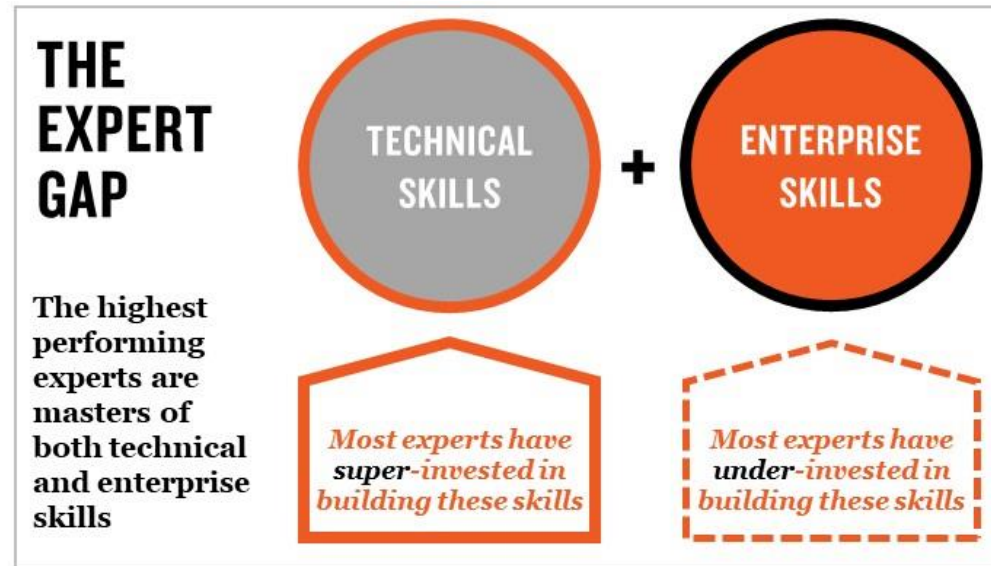 THE
EXPERT
GAP
The highest
performing
experts are
masters of
both technical
and enterprise
skills
TECHNICAL
SKILLS
+
ENTERPRISE
SKILLS
Most experts have
super-invested in
building these skills
Most experts have
under-invested in
building these skills